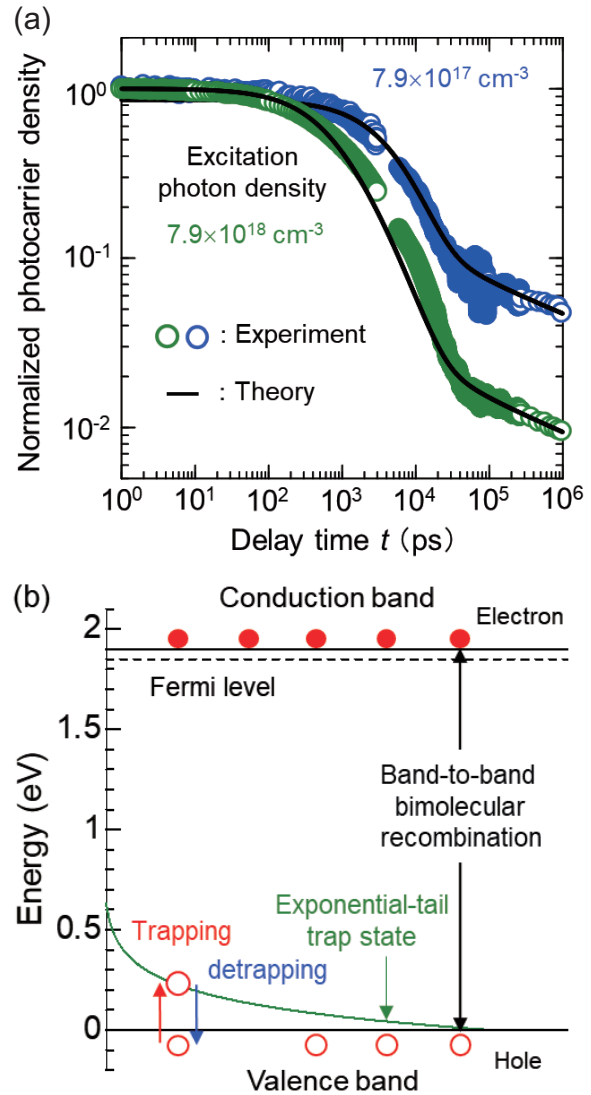 (a)
Normalized photocarrier density
10⁰
10⁻¹
10⁻²
7.9×10¹⁷ cm⁻³
Excitation
photon density
7.9×10¹⁸ cm⁻³
: Experiment
: Theory
10⁰ 10¹ 10² 10³ 10⁴ 10⁵ 10⁶
Delay time t (ps)
(b)
Conduction band
Electron
Fermi level
Energy (eV)
2
1.5
1
0.5
0
Band-to-band
bimolecular
recombination
Exponential-tail
trap state
Trapping
detrapping
Hole
Valence band